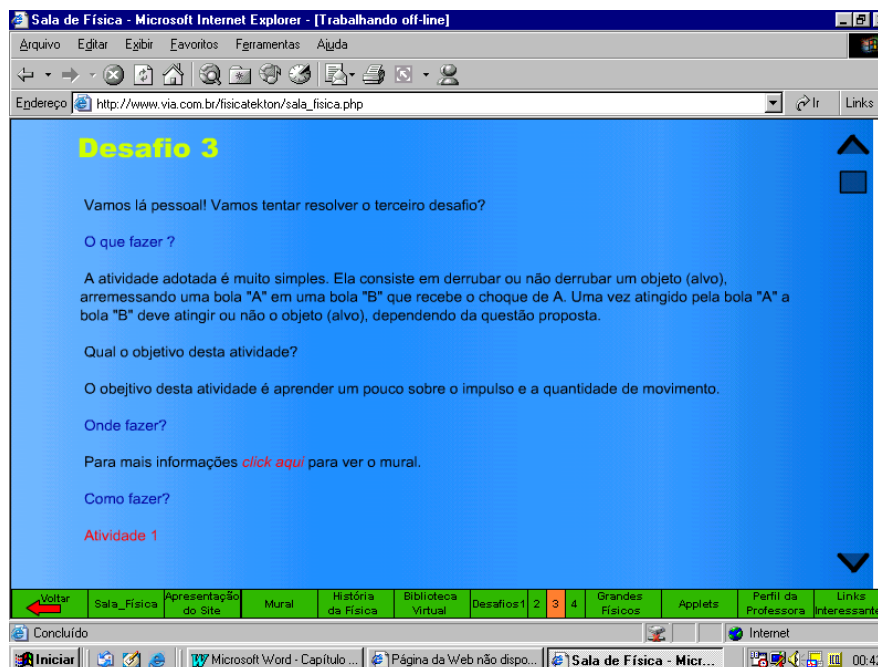 Sala de Física - Microsoft Internet Explorer - [Trabalhando off-line]
Arquivo Editar Exibir Favoritos Ferramentas Ajuda
Endereço http://www.via.com.br/fisicatekton/sala_fisica.php Ir Links
Desafio 3
Vamos lá pessoal! Vamos tentar resolver o terceiro desafio?
O que fazer ?
A atividade adotada é muito simples. Ela consiste em derrubar ou não derrubar um objeto (alvo),
arremessando uma bola "A" em uma bola "B" que recebe o choque de A. Uma vez atingido pela bola "A" a
bola "B" deve atingir ou não o objeto (alvo), dependendo da questão proposta.
Qual o objetivo desta atividade?
O obejtivo desta atividade é aprender um pouco sobre o impulso e a quantidade de movimento.
Onde fazer?
Para mais informações click aqui para ver o mural.
Como fazer?
Atividade 1
Voltar Sala_Física Apresentação do Site Mural História da Física Biblioteca Virtual Desafios1 2 3 4 Grandes Físicos Applets Perfil da Professora Links Interessante
Concluído Internet
Iniciar Microsoft Word - Capítulo ... Página da Web não dispo... Sala de Física - Micr...